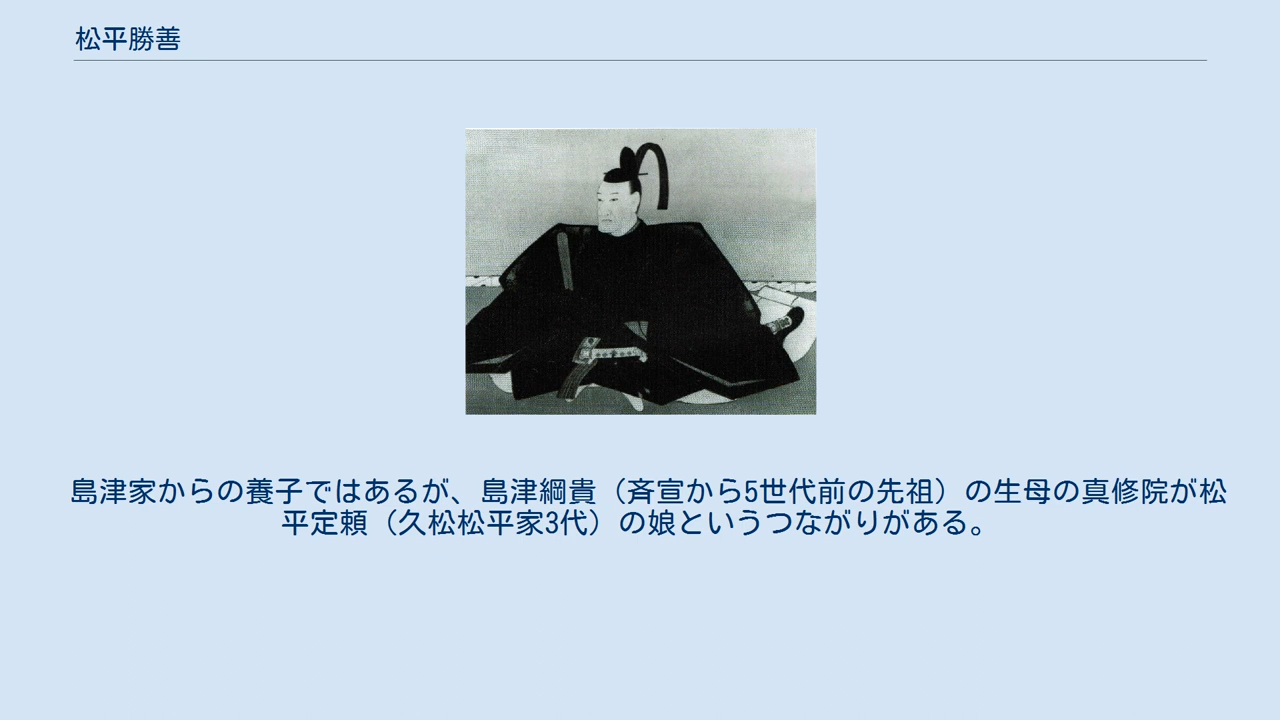 松平勝善
島津家からの養子ではあるが、島津綱貴（斉宣から5世代前の先祖）の生母の真修院が松
平定頼（久松松平家3代）の娘というつながりがある。